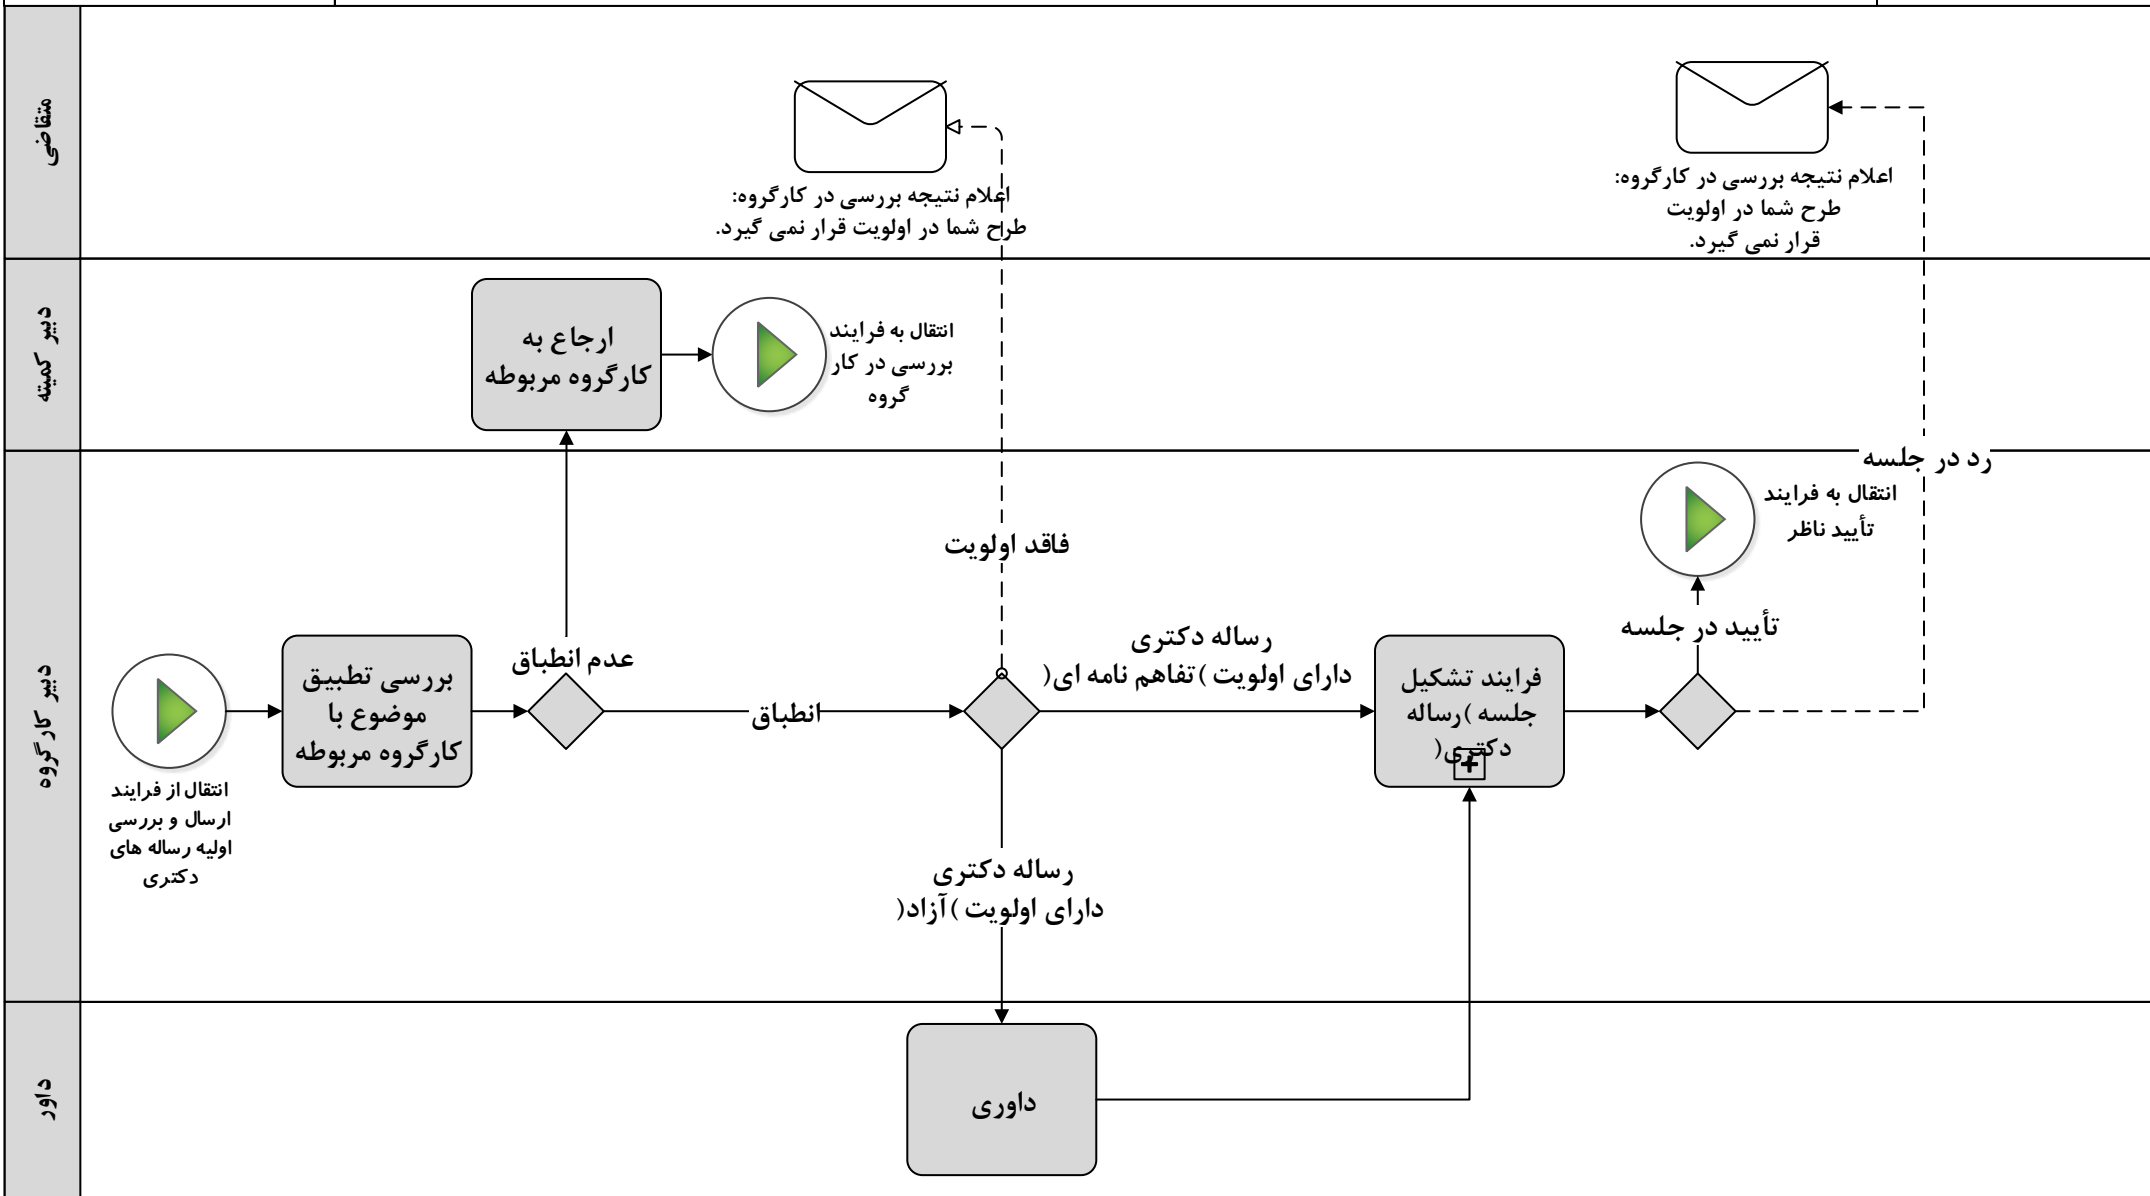 متقاضی
اعلام نتیجه بررسی در کارگروه:
طرح شما در اولویت قرار نمی گیرد.
اعلام نتیجه بررسی در کارگروه:
طرح شما در اولویت
قرار نمی گیرد.
دبیر کمیته
ارجاع به
کارگروه مربوطه
انتقال به فرایند
بررسی در کار
گروه
رد در جلسه
دبیر کارگروه
انتقال از فرایند
ارسال و بررسی
اولیه رساله های
دکتری
بررسی تطبیق
موضوع با
کارگروه مربوطه
عدم انطباق
انطباق
فاقد اولویت
رساله دکتری
دارای اولویت )تفاهم نامه ای(
رساله دکتری
دارای اولویت )آزاد(
فرایند تشکیل
جلسه )رساله
دکتری(
تأیید در جلسه
انتقال به فرایند
تأیید ناظر
داور
داوری